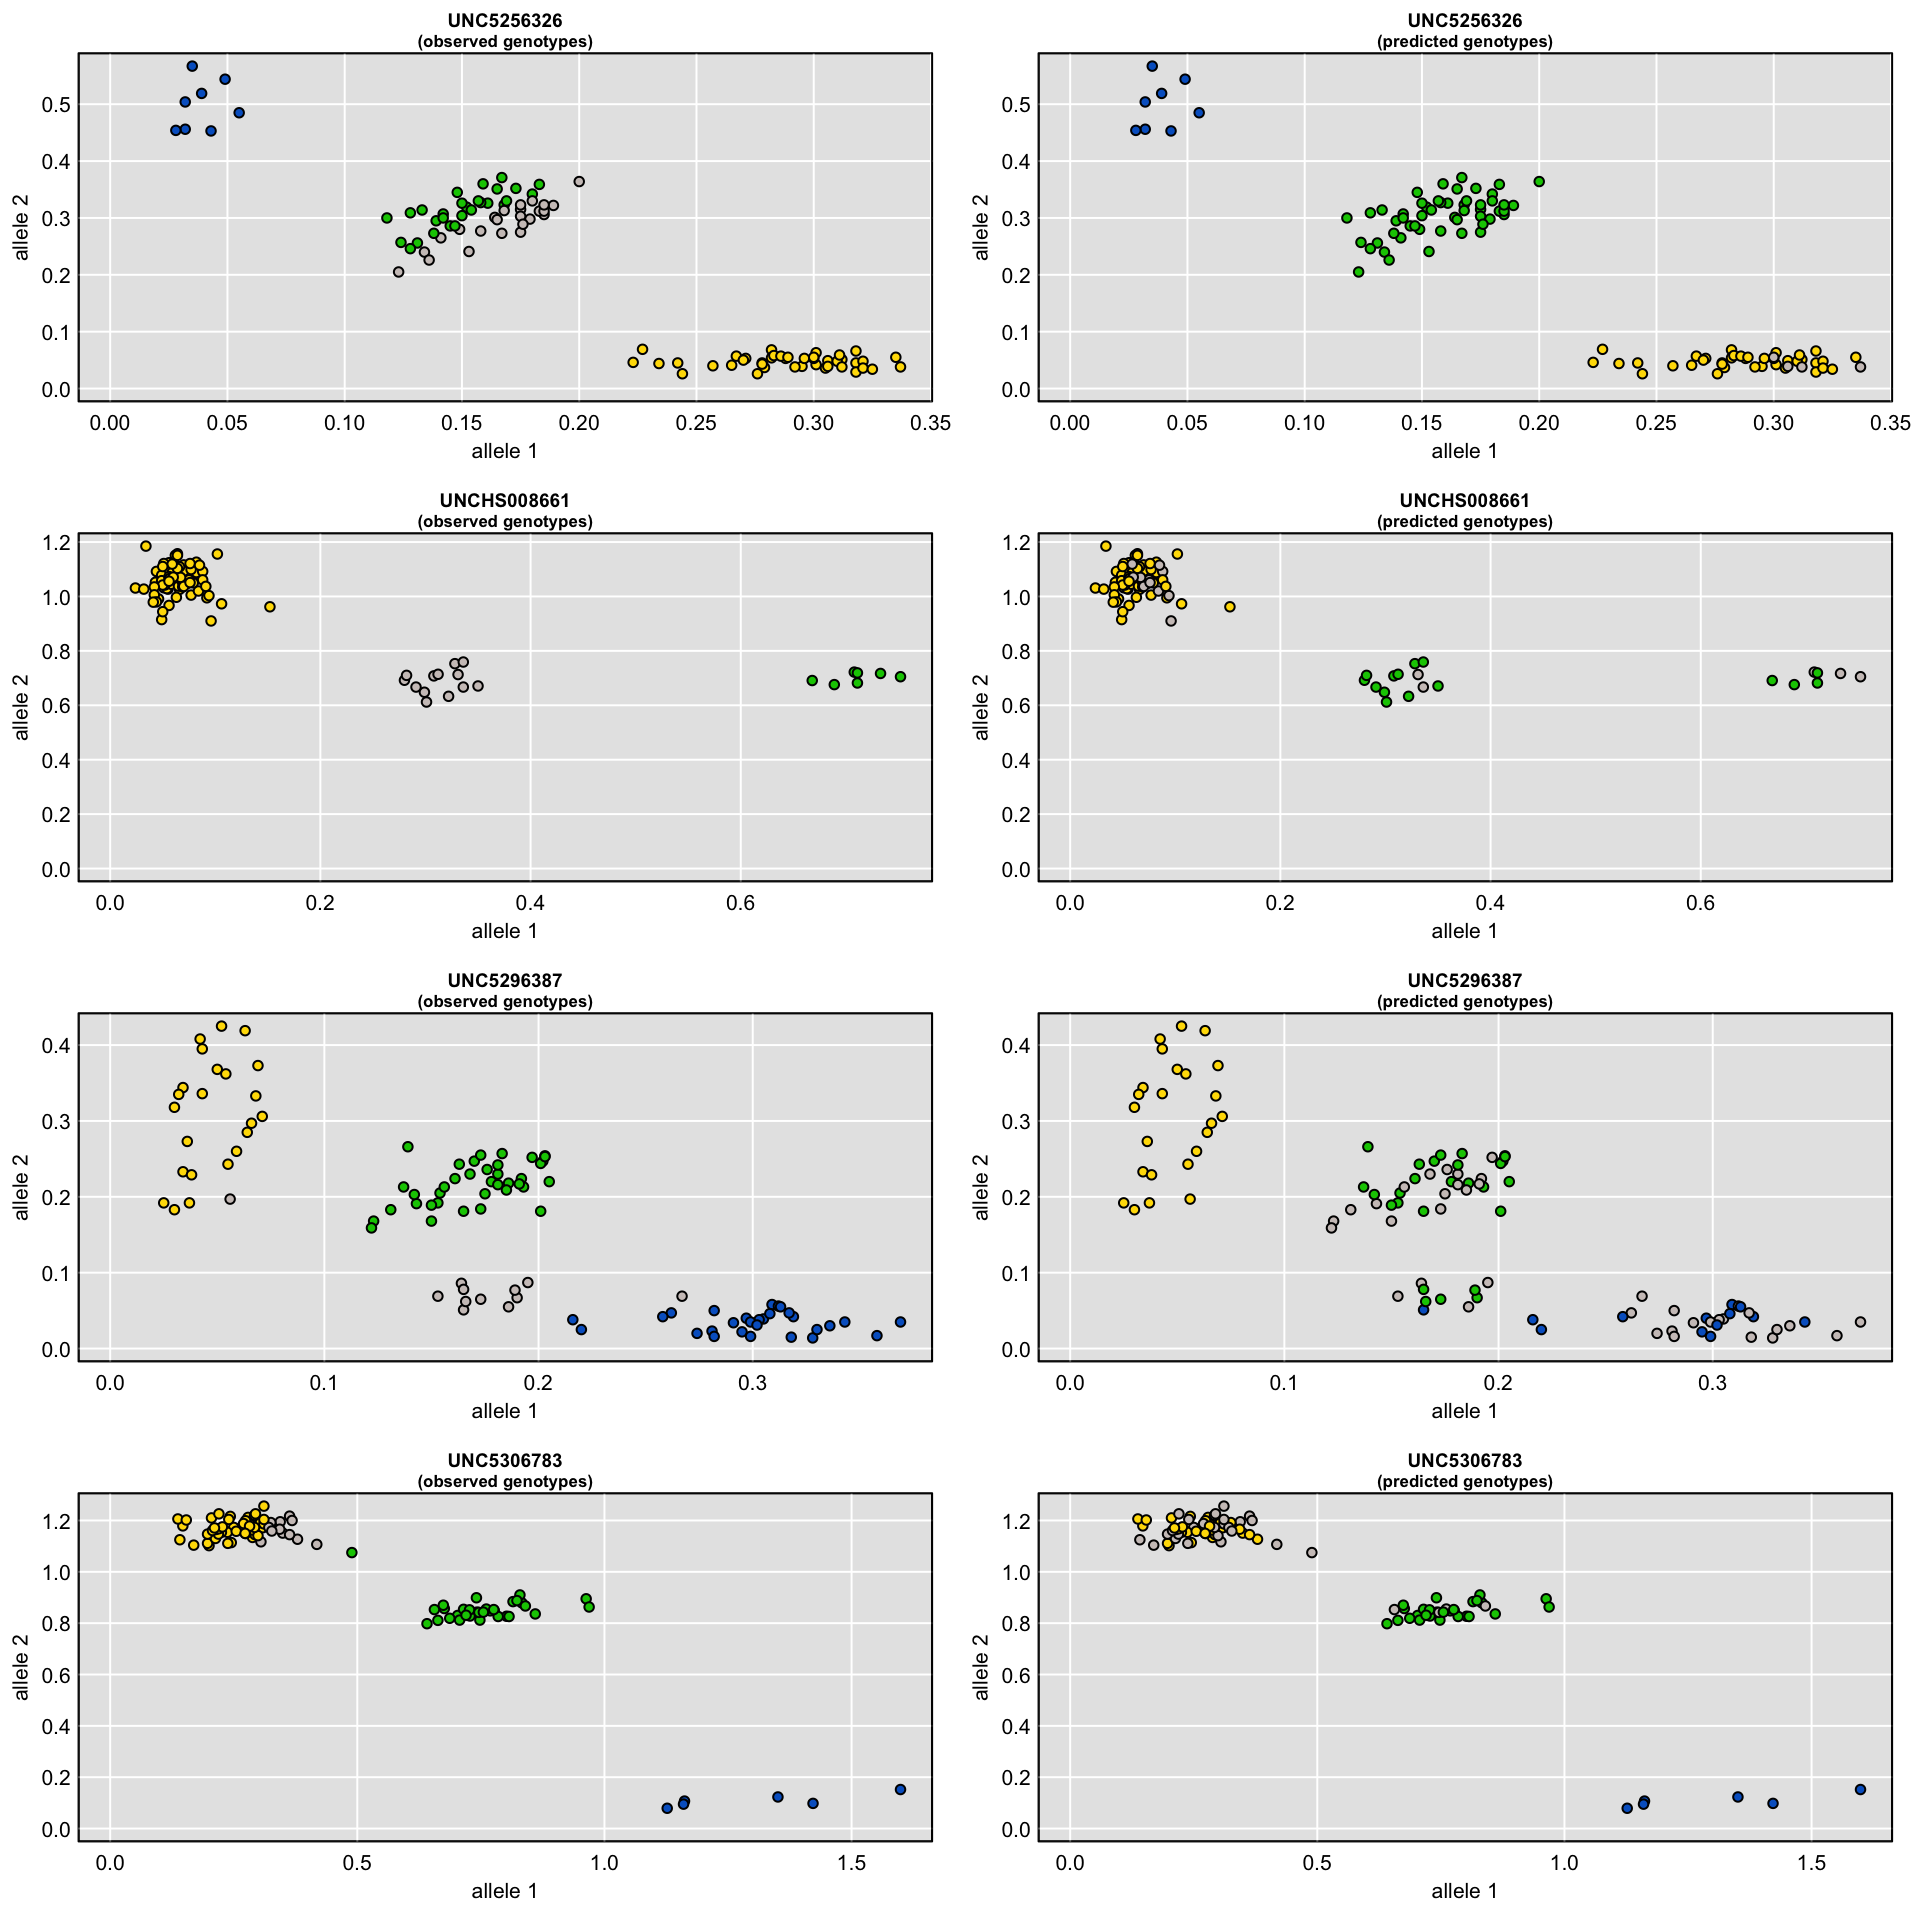 UNC5256326
(observed genotypes)
0.5
0.4
0.3
0.2
0.1
0.0
allele 2
0.00 0.05 0.10 0.15 0.20 0.25 0.30 0.35
allele 1
UNC5256326
(predicted genotypes)
0.5
0.4
0.3
0.2
0.1
0.0
allele 2
0.00 0.05 0.10 0.15 0.20 0.25 0.30 0.35
allele 1
UNCHS008661
(observed genotypes)
1.2
1.0
0.8
0.6
0.4
0.2
0.0
allele 2
0.0 0.2 0.4 0.6
allele 1
UNCHS008661
(predicted genotypes)
1.2
1.0
0.8
0.6
0.4
0.2
0.0
allele 2
0.0 0.2 0.4 0.6
allele 1
UNC5296387
(observed genotypes)
0.4
0.3
0.2
0.1
0.0
allele 2
0.0 0.1 0.2 0.3
allele 1
UNC5296387
(predicted genotypes)
0.4
0.3
0.2
0.1
0.0
allele 2
0.0 0.1 0.2 0.3
allele 1
UNC5306783
(observed genotypes)
1.2
1.0
0.8
0.6
0.4
0.2
0.0
allele 2
0.0 0.5 1.0 1.5
allele 1
UNC5306783
(predicted genotypes)
1.2
1.0
0.8
0.6
0.4
0.2
0.0
allele 2
0.0 0.5 1.0 1.5
allele 1